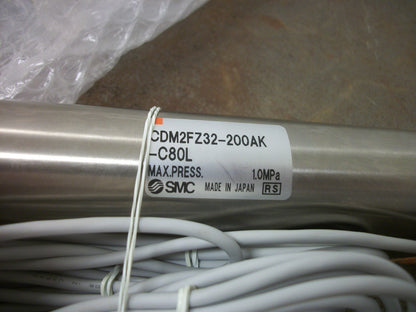 CDM2FZ32-200AK
-C80L
MAX.PRESS. 1.0MPa
SMC MADE IN JAPAN RS